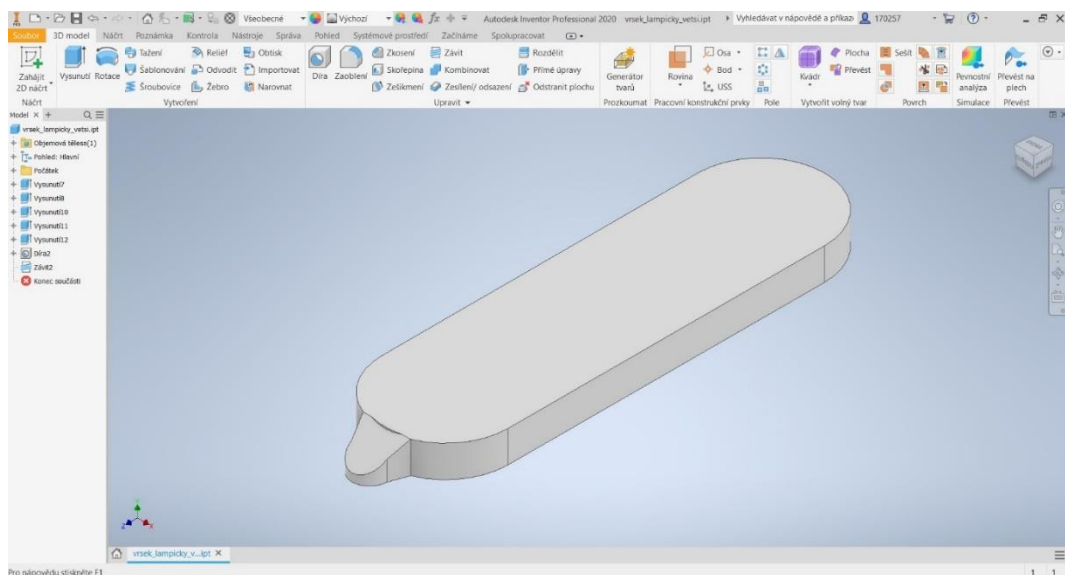 Všeobecné Výchozí Autodesk Inventor Professional 2020 vrsek_lampicky_vetsi.ipt Vyhledávat v nápovědě a příkaz 170257
Soubor 3D model Náčrt Poznámka Kontrola Nástroje Správa Pohled Systémové prostředí Začínáme Spolupracovat
Zahájit 2D náčrt Vysunutí Rotace Tažení Reliéf Obtisk Díra Zaoblení Zkosení Závit Rozdělit Generátor tvarů Rovina Osa Kvádr Plocha Sešít Pevnostní analýza Převést na plech
Šablonování Odvodit Importovat Skořepina Kombinovat Přímé úpravy Bod Převést
Šroubovice Žebro Narovnat Zešikmení Zesílení/ odsazení Odstranit plochu USS
Náčrt Vytvoření Upravit Prozkoumat Pracovní konstrukční prvky Pole Vytvořit volný tvar Povrch Simulace Převést
Model × +
vrsek_lampicky_vetsi.ipt
Objemová tělesa(1)
Pohled: Hlavní
Počátek
Vysunutí7
Vysunutí8
Vysunutí10
Vysunutí11
Vysunutí12
Díra2
Závit2
Konec součásti
vrsek_lampicky_v...ipt ×
Pro nápovědu stiskněte F1 1 1